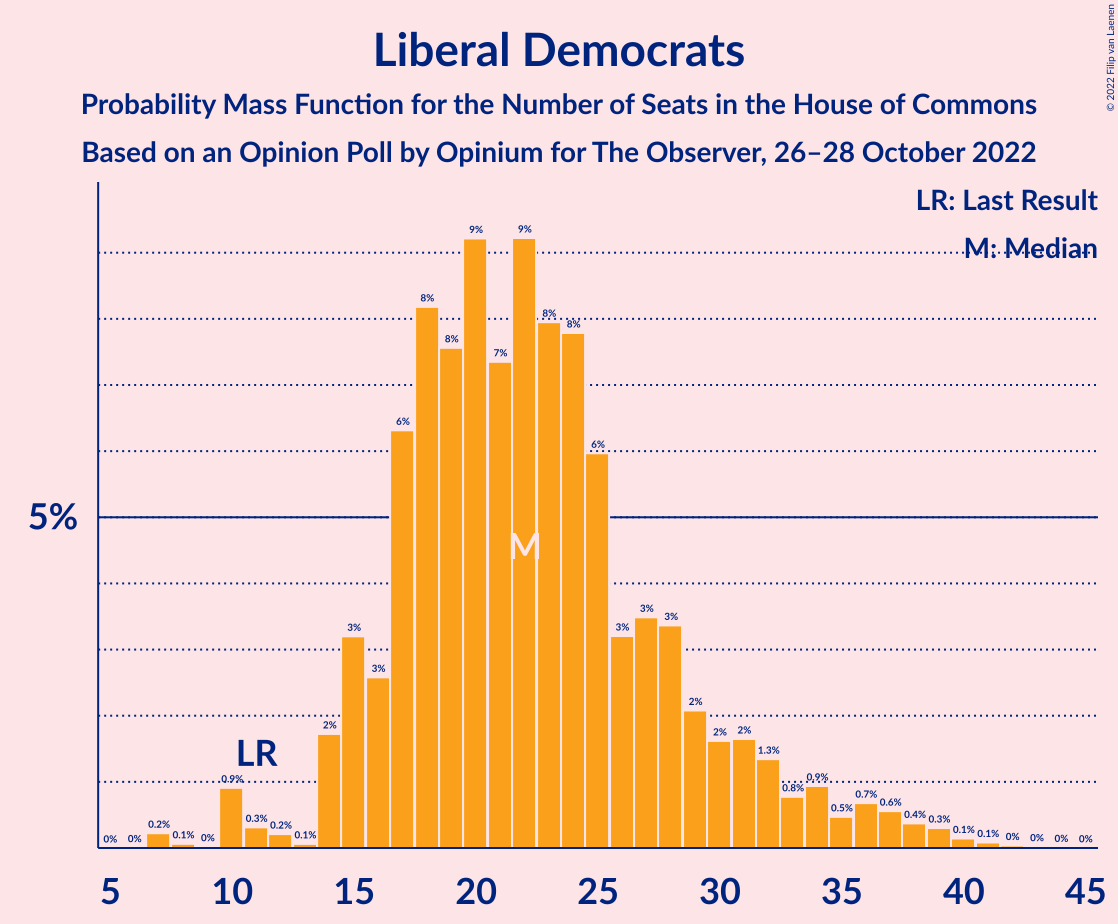 Liberal Democrats
Probability Mass Function for the Number of Seats in the House of Commons
Based on an Opinion Poll by Opinium for The Observer, 26–28 October 2022
© 2022 Filip van Laenen
LR: Last Result
M: Median
5%
0% 0% 0.2% 0.1% 0% 0.9% 0.3% 0.2% 0.1% 2% 3% 3% 6% 8% 8% 9% 7% 9% 8% 8% 6% 3% 3% 3% 2% 2% 2% 1.3% 0.8% 0.9% 0.5% 0.7% 0.6% 0.4% 0.3% 0.1% 0.1% 0% 0% 0% 0%
M
LR
5 10 15 20 25 30 35 40 45